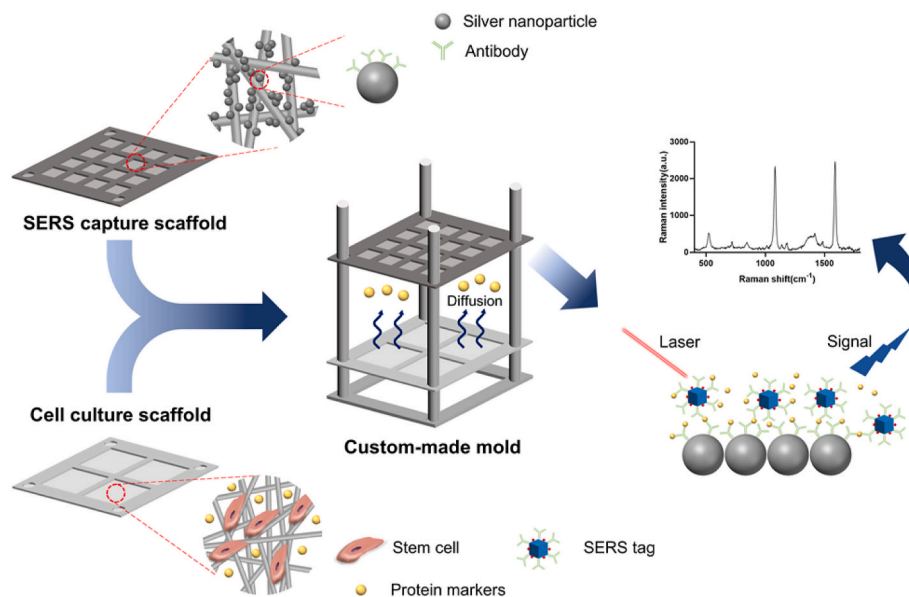 Silver nanoparticle
Antibody
SERS capture scaffold
Diffusion
Custom-made mold
Cell culture scaffold
Stem cell
Protein markers
SERS tag
Raman intensity(a.u.)
3000
2000
1000
0
500
1000
1500
Raman shift(cm⁻¹)
Laser
Signal